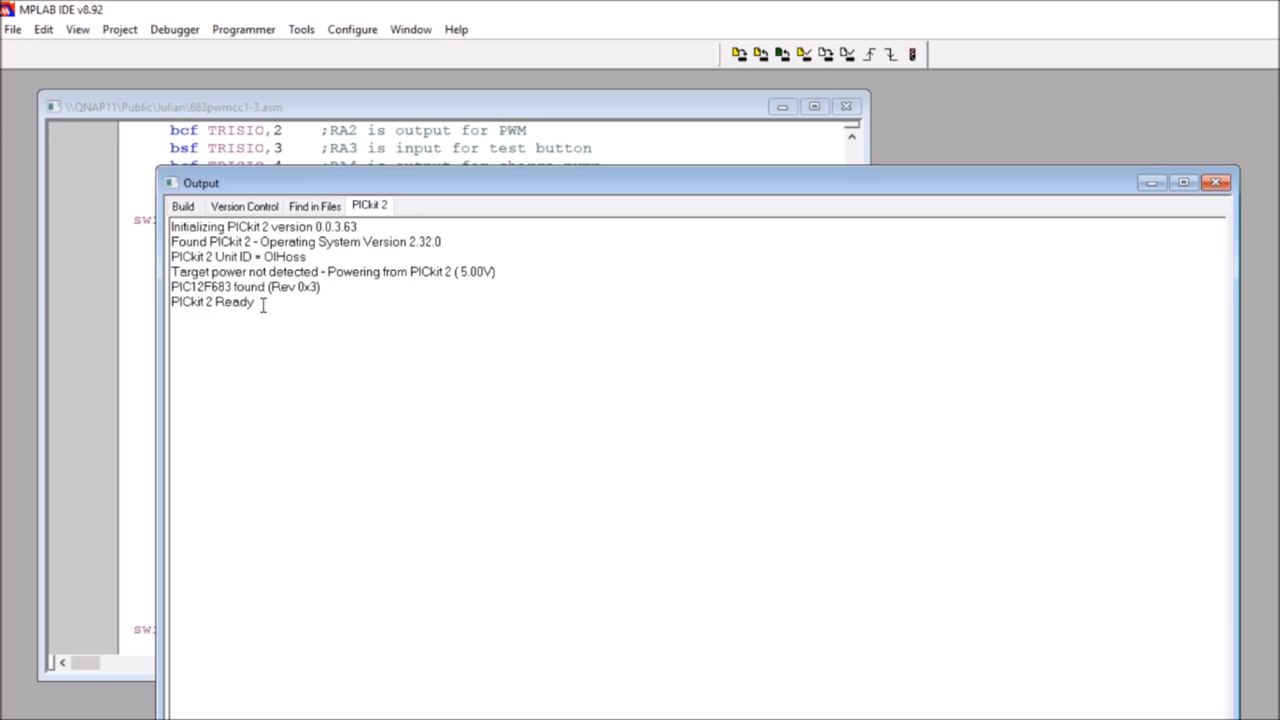 MPLAB IDE v8.92
File Edit View Project Debugger Programmer Tools Configure Window Help
\\QNAP11\Public\Julian\683pwmcc1-3.asm
bcf TRISIO,2 ;RA2 is output for PWM
bsf TRISIO,3 ;RA3 is input for test button
Output
Build Version Control Find in Files PICkit 2
Initializing PICkit 2 version 0.0.3.63
Found PICkit 2 - Operating System Version 2.32.0
PICkit 2 Unit ID = OlHoss
Target power not detected - Powering from PICkit 2 ( 5.00V)
PIC12F683 found (Rev 0x3)
PICkit 2 Ready